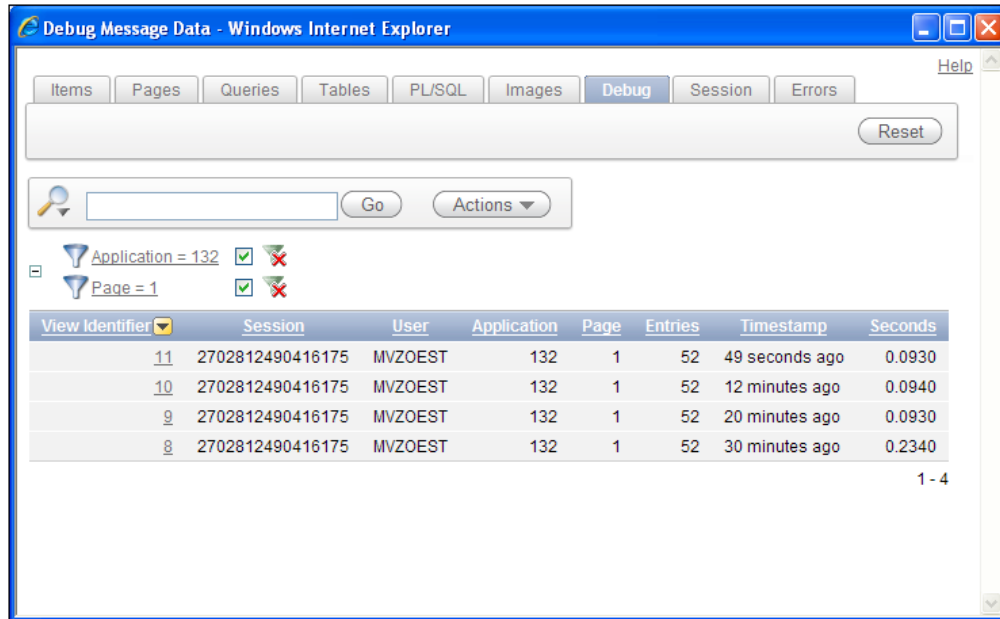 Debug Message Data - Windows Internet Explorer
Help
Items Pages Queries Tables PL/SQL Images Debug Session Errors
Reset
Go Actions
Application = 132
Page = 1
View Identifier Session User Application Page Entries Timestamp Seconds
11 2702812490416175 MVZOEST 132 1 52 49 seconds ago 0.0930
10 2702812490416175 MVZOEST 132 1 52 12 minutes ago 0.0940
9 2702812490416175 MVZOEST 132 1 52 20 minutes ago 0.0930
8 2702812490416175 MVZOEST 132 1 52 30 minutes ago 0.2340
1 - 4